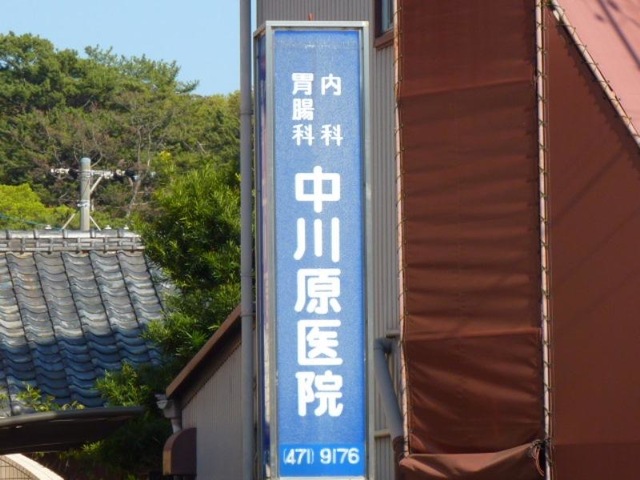 内科
胃腸科
中川原医院
(471) 9176